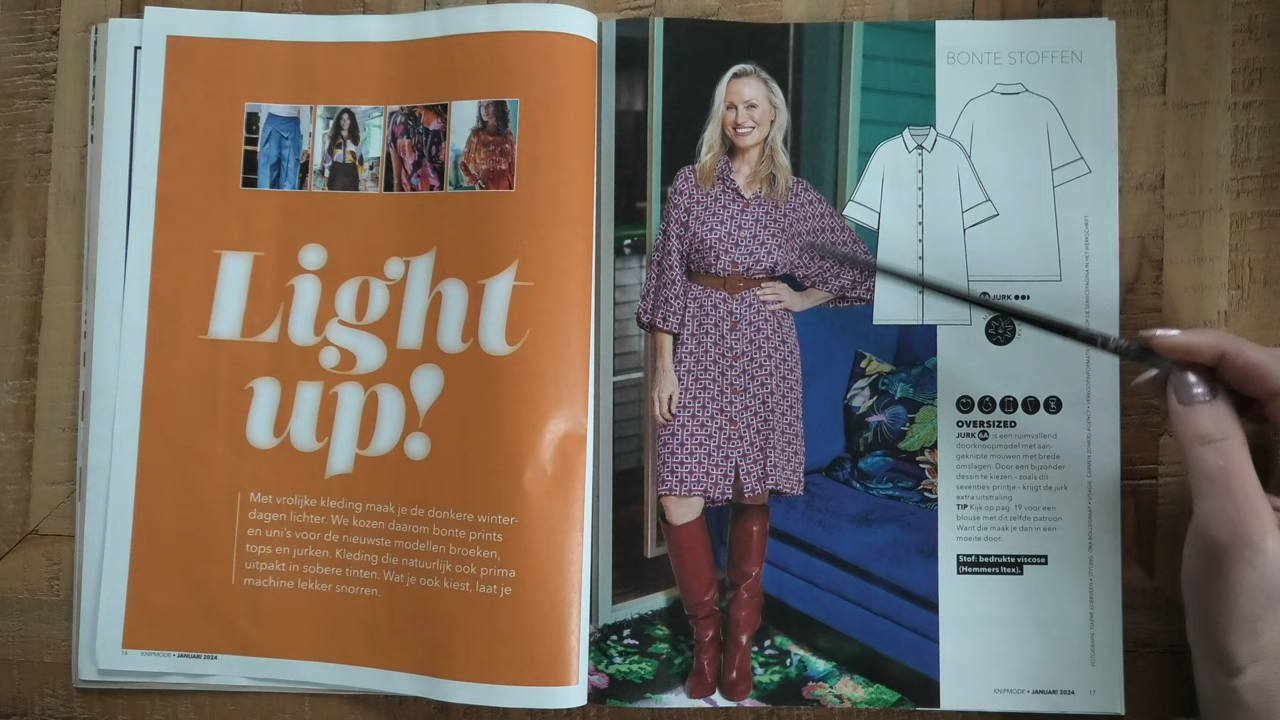 Light
up!
Met vrolijke kleding maak je de donkere winter-
dagen lichter. We kozen daarom bonte prints
en uni's voor de nieuwste modellen broeken,
tops en jurken. Kleding die natuurlijk ook prima
uitpakt in sobere tinten. Wat je ook kiest, laat je
machine lekker snorren.
16 KNIPMODE • JANUARI 2024
BONTE STOFFEN
JURK
OVERSIZED
JURK 6A is een ruimvallend
doorknoopmodel met aan-
geknipte mouwen met brede
omslagen. Door een bijzonder
dessin te kiezen - zoals dit
seventies-printje - krijgt de jurk
extra uitstraling.
TIP Kijk op pag. 19 voor een
blouse met ditzelfde patroon.
Want die maak je dan in een
moeite door.
Stof: bedrukte viscose
(Hemmers Itex).
KNIPMODE • JANUARI 2024 17